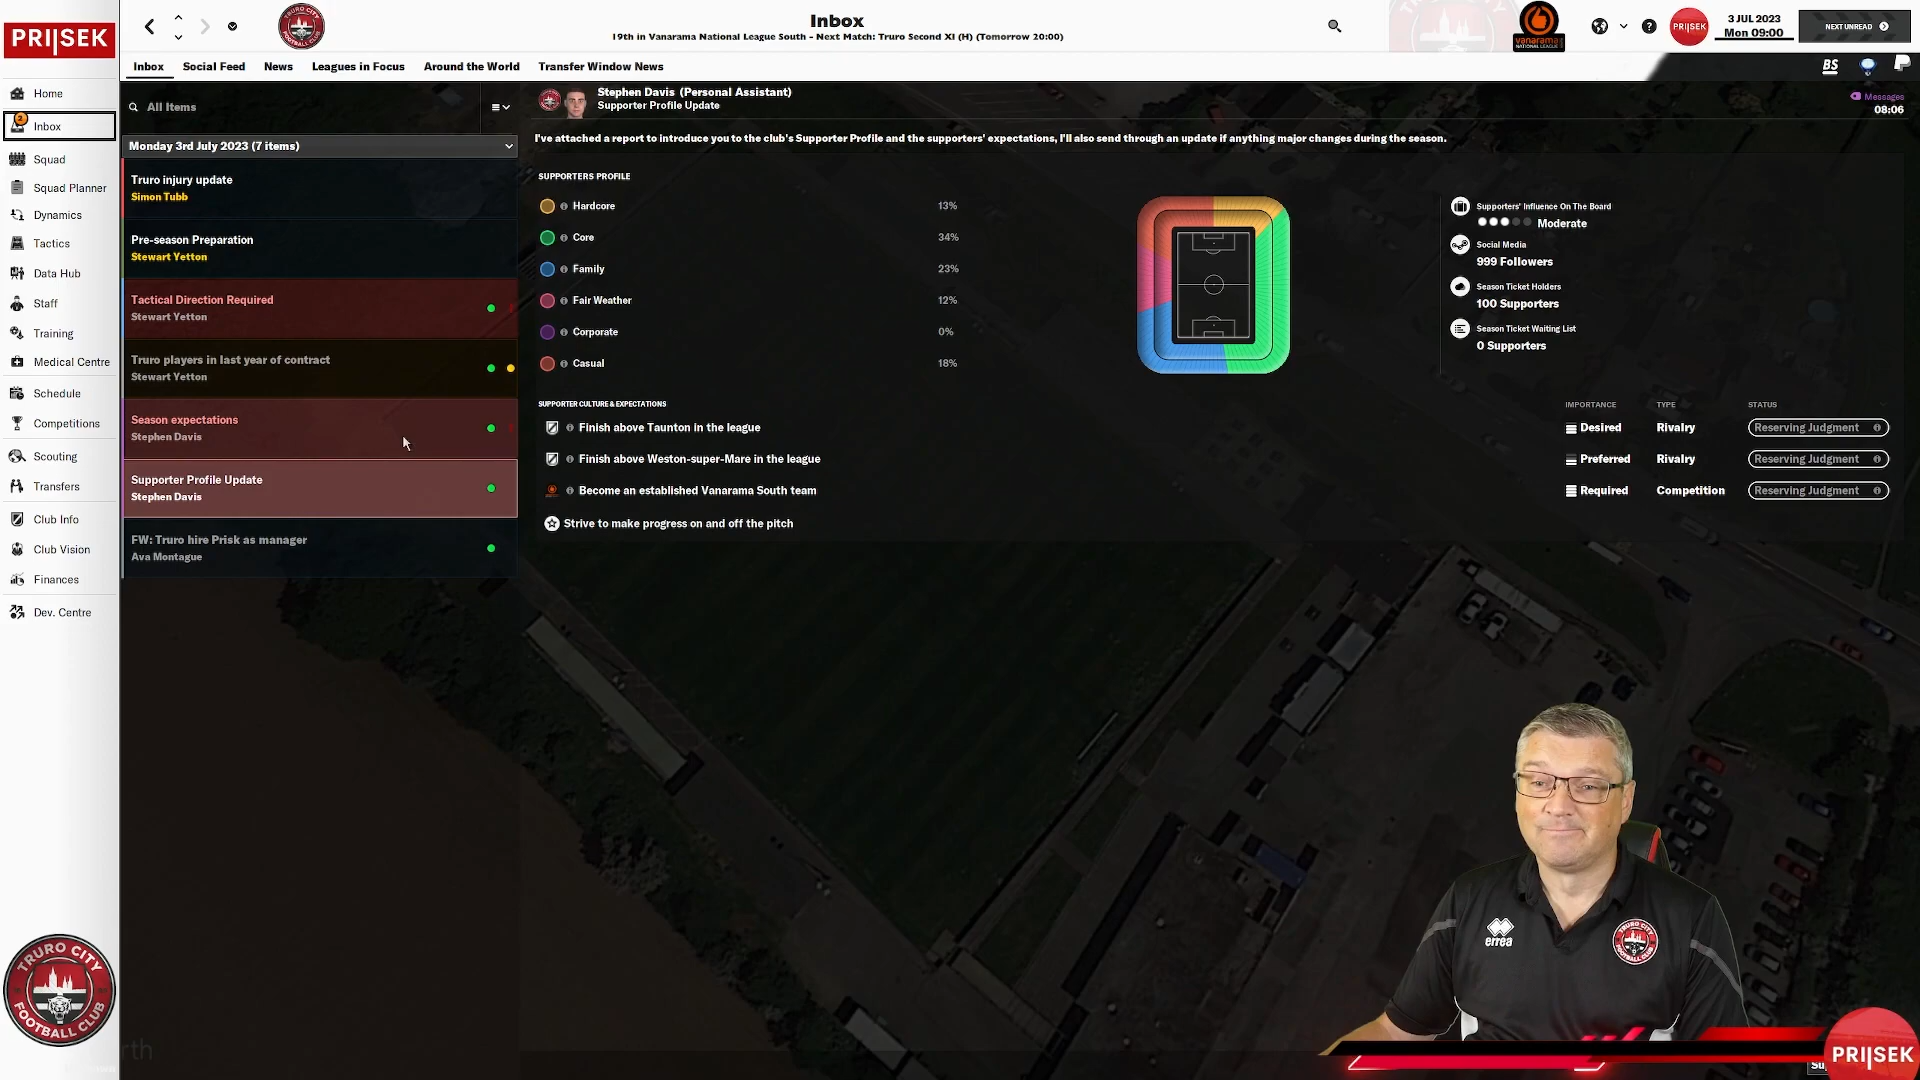 PRIJSEK
Inbox
19th in Vanarama National League South - Next Match: Truro Second XI (H) (Tomorrow 20:00)
vanarama
NATIONAL LEAGUE
PRIJSEK
3 JUL 2023
Mon 09:00
NEXT UNREAD
Inbox
Social Feed
News
Leagues in Focus
Around the World
Transfer Window News
BS
Home
2
Inbox
Squad
Squad Planner
Dynamics
Tactics
Data Hub
Staff
Training
Medical Centre
Schedule
Competitions
Scouting
Transfers
Club Info
Club Vision
Finances
Dev. Centre
TRURO CITY
FOOTBALL CLUB
All Items
Monday 3rd July 2023 (7 items)
Truro injury update
Simon Tubb
Pre-season Preparation
Stewart Yetton
Tactical Direction Required
Stewart Yetton
Truro players in last year of contract
Stewart Yetton
Season expectations
Stephen Davis
Supporter Profile Update
Stephen Davis
FW: Truro hire Prisk as manager
Ava Montague
Stephen Davis (Personal Assistant)
Supporter Profile Update
Messages
08:06
I've attached a report to introduce you to the club's Supporter Profile and the supporters' expectations, I'll also send through an update if anything major changes during the season.
SUPPORTERS PROFILE
Hardcore 13%
Core 34%
Family 23%
Fair Weather 12%
Corporate 0%
Casual 18%
Supporters' Influence On The Board
Moderate
Social Media
999 Followers
Season Ticket Holders
100 Supporters
Season Ticket Waiting List
0 Supporters
SUPPORTER CULTURE & EXPECTATIONS
IMPORTANCE TYPE STATUS
Finish above Taunton in the league Desired Rivalry Reserving Judgment
Finish above Weston-super-Mare in the league Preferred Rivalry Reserving Judgment
Become an established Vanarama South team Required Competition Reserving Judgment
Strive to make progress on and off the pitch
errea
PRIJSEK